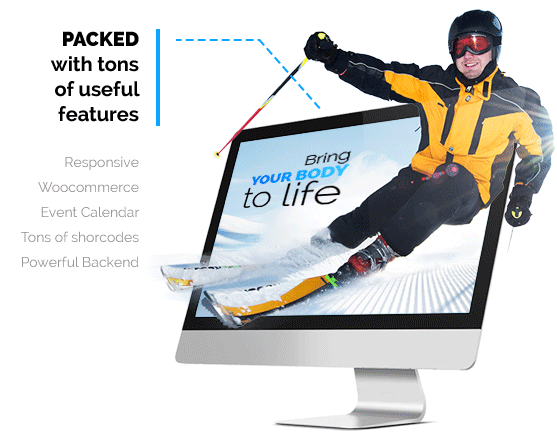 PACKED
with tons
of useful
features
Responsive
Woocommerce
Event Calendar
Tons of shorcodes
Powerful Backend
Bring
YOUR BODY
to life